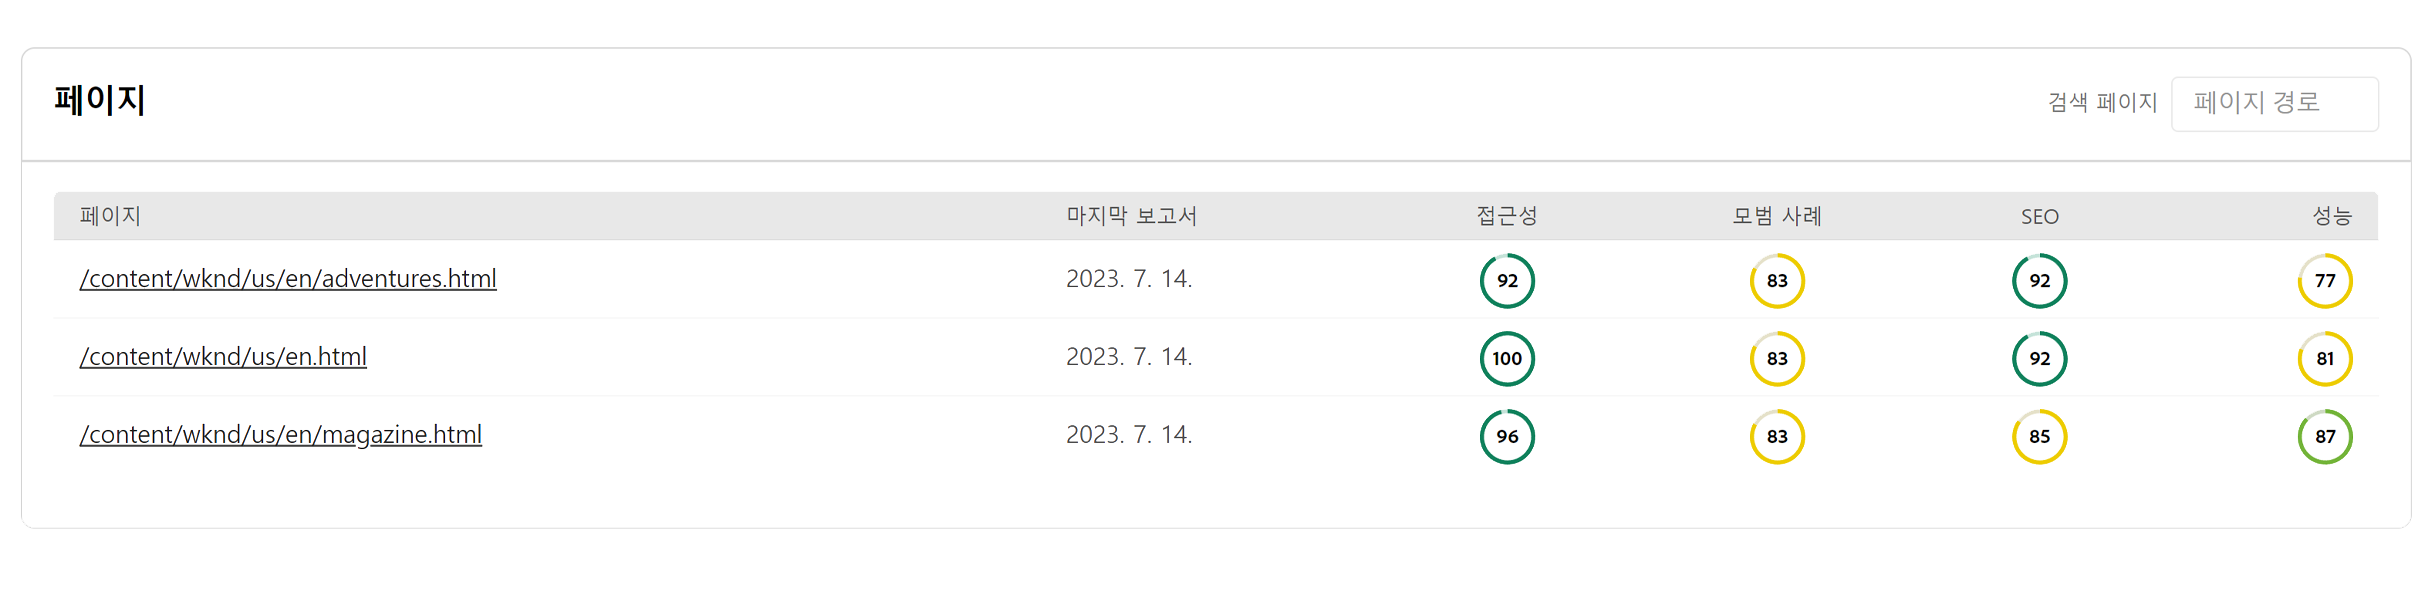 페이지
검색 페이지 페이지 경로
페이지 마지막 보고서 접근성 모범 사례 SEO 성능
/content/wknd/us/en/adventures.html 2023. 7. 14. 92 83 92 77
/content/wknd/us/en.html 2023. 7. 14. 100 83 92 81
/content/wknd/us/en/magazine.html 2023. 7. 14. 96 83 85 87